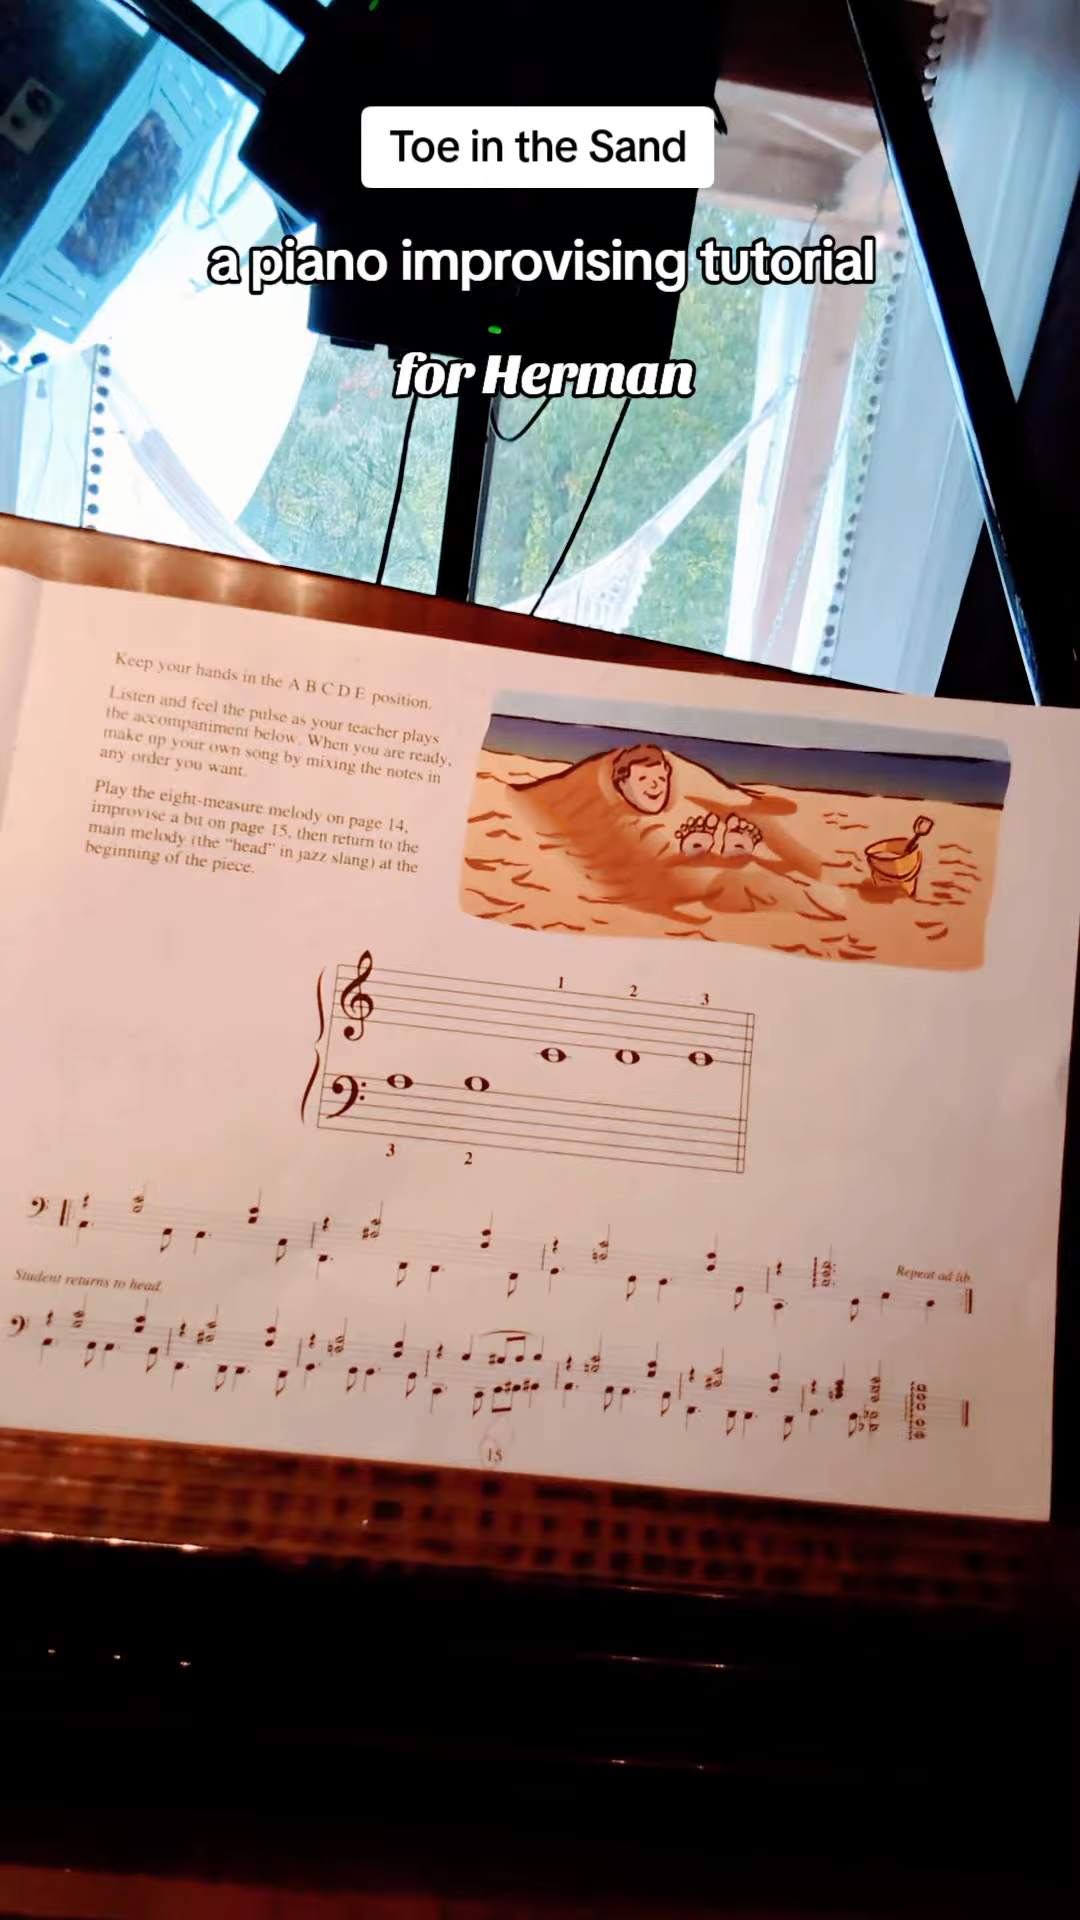 Toe in the Sand
a piano improvising tutorial
for Herman
Keep your hands in the A B C D E position.
Listen and feel the pulse as your teacher plays
the accompaniment below. When you are ready,
make up your own song by mixing the notes in
any order you want.
Play the eight-measure melody on page 14,
improvise a bit on page 15, then return to the
main melody (the “head” in jazz slang) at the
beginning of the piece.
1 2 3
3 2
Repeat ad lib.
Student returns to head.
15